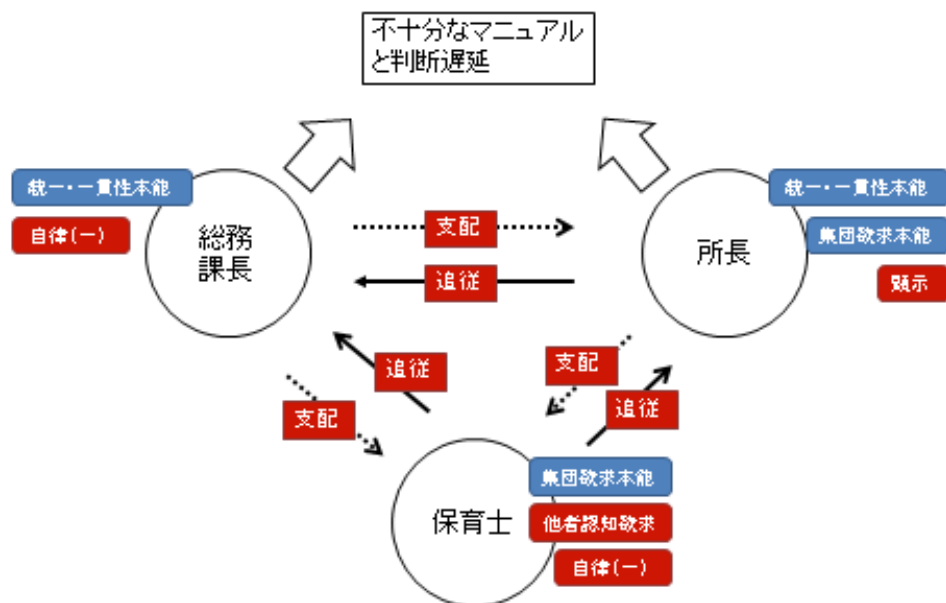 不十分なマニュアル
と判断遅延
統一・一貫性本能
自律(ー)
総務
課長
支配
追従
所長
統一・一貫性本能
集団欲求本能
顕示
追従
支配
支配
追従
保育士
集団欲求本能
他者認知欲求
自律(ー)